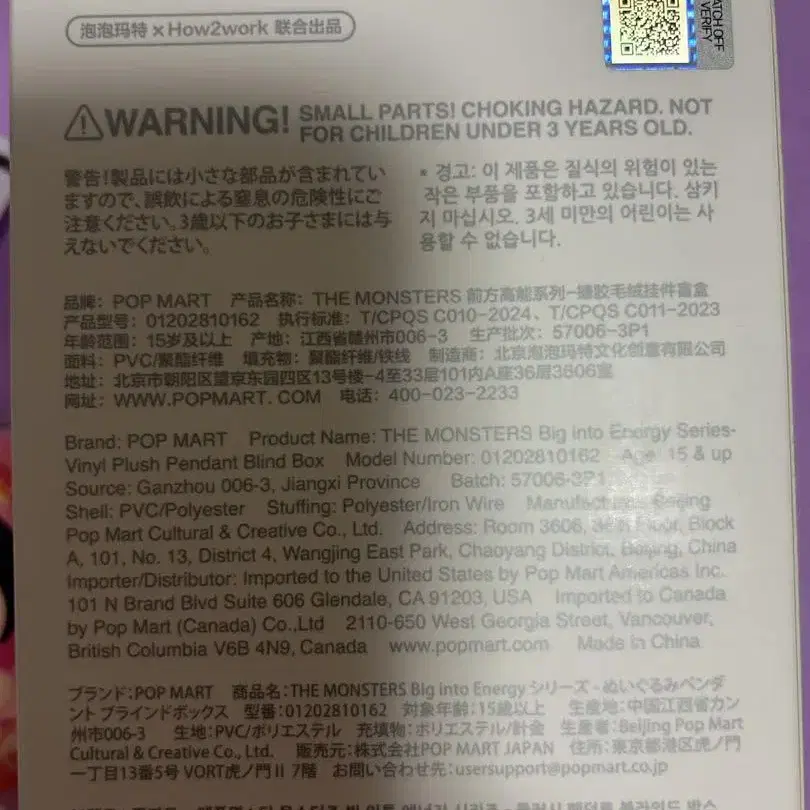 泡泡玛特×How2work 联合出品
ATCH OFF
VERIFY
WARNING! SMALL PARTS! CHOKING HAZARD. NOT
FOR CHILDREN UNDER 3 YEARS OLD.
警告!製品には小さな部品が含まれてい
ますので、誤飲による窒息の危険性にご
注意ください。3歳以下のお子さまには与
えないでください。
* 경고: 이 제품은 질식의 위험이 있는
작은 부품을 포함하고 있습니다. 삼키
지 마십시오. 3세 미만의 어린이는 사
용할 수 없습니다.
品牌: POP MART 产品名称: THE MONSTERS 前方高能系列-搪胶毛绒挂件盲盒
产品型号: 01202810162 执行标准: T/CPQS C010-2024、T/CPQS C011-2023
年龄范围: 15岁及以上 产地: 江西省赣州市006-3 生产批次: 57006-3P1
面料: PVC/聚酯纤维 填充物: 聚酯纤维/铁线 制造商: 北京泡泡玛特文化创意有限公司
地址: 北京市朝阳区望京东园四区13号楼-4至33层101内A座36层3606室
网址: WWW.POPMART.COM 电话: 400-023-2233
Brand: POP MART Product Name: THE MONSTERS Big into Energy Series-
Vinyl Plush Pendant Blind Box Model Number: 01202810162 Age: 15 & up
Source: Ganzhou 006-3, Jiangxi Province Batch: 57006-3P1
Shell: PVC/Polyester Stuffing: Polyester/Iron Wire Manufacturer: Beijing
Pop Mart Cultural & Creative Co., Ltd. Address: Room 3606, 36th Floor, Block
A, 101, No. 13, District 4, Wangjing East Park, Chaoyang District, Beijing, China
Importer/Distributor: Imported to the United States by Pop Mart Americas Inc.
101 N Brand Blvd Suite 606 Glendale, CA 91203, USA Imported to Canada
by Pop Mart (Canada) Co.,Ltd 2110-650 West Georgia Street, Vancouver,
British Columbia V6B 4N9, Canada www.popmart.com Made in China
ブランド:POP MART 商品名:THE MONSTERS Big into Energy シリーズ - ぬいぐるみペンダ
ント ブラインドボックス 型番:01202810162 対象年齢:15歳以上 生産地:中国江西省カン
州市006-3 生地:PVC/ポリエステル 充填物:ポリエステル/針金 生産者:Beijing Pop Mart
Cultural & Creative Co., Ltd. 販売元:株式会社POP MART JAPAN 住所:東京都港区虎ノ門
一丁目13番5号 VORT虎ノ門Ⅱ 7階 お問い合わせ先:usersupport@popmart.co.jp